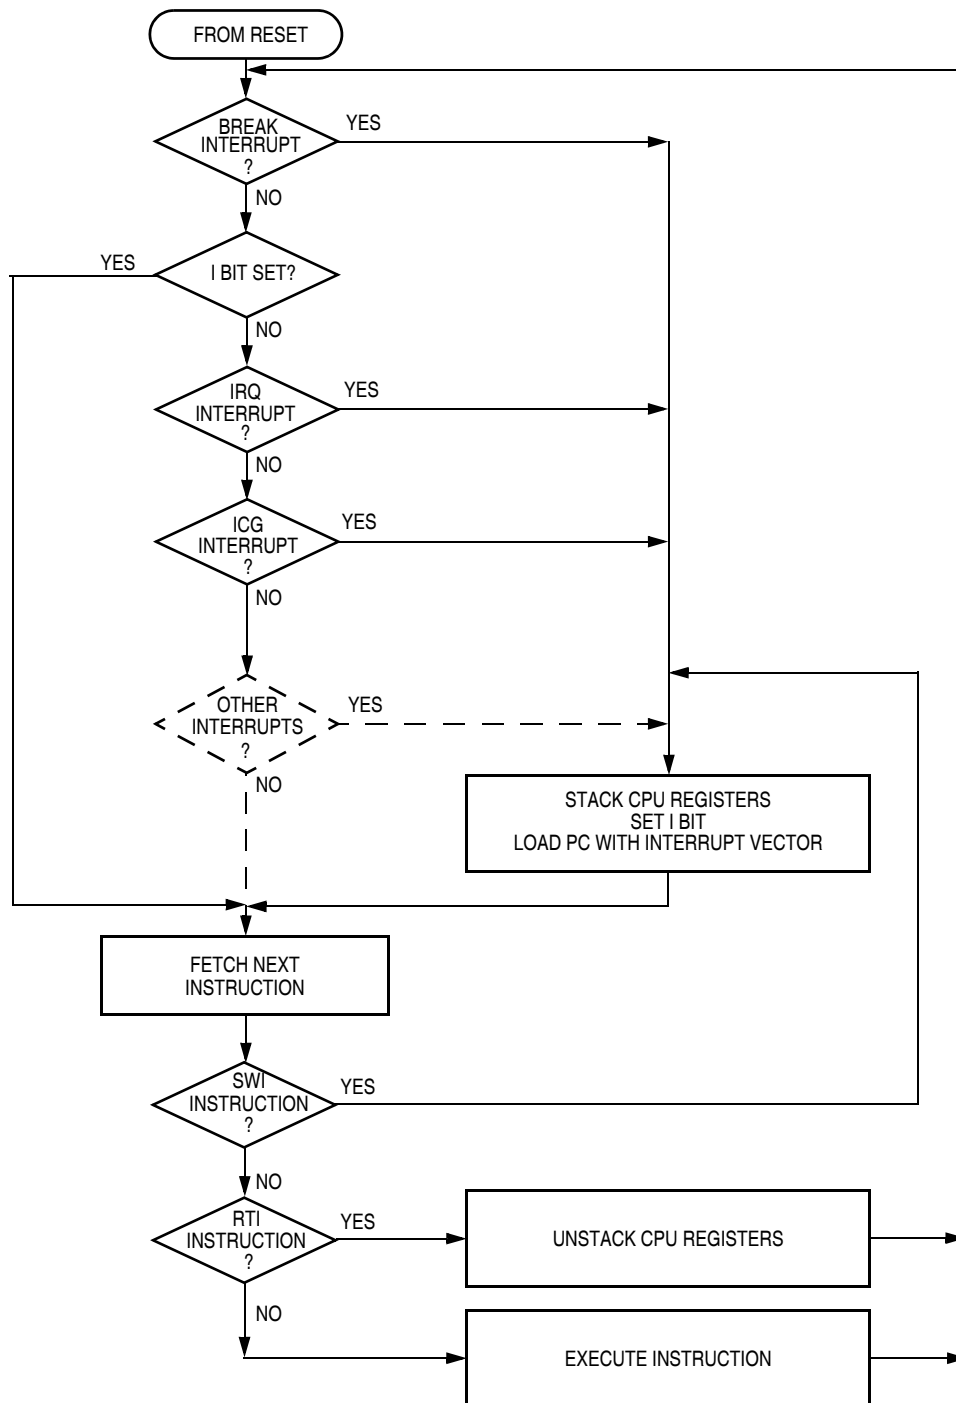 FROM RESET
BREAK
INTERRUPT
?
YES
NO
I BIT SET?
YES
NO
IRQ
INTERRUPT
?
YES
NO
ICG
INTERRUPT
?
YES
NO
OTHER
INTERRUPTS
?
YES
NO
STACK CPU REGISTERS
SET I BIT
LOAD PC WITH INTERRUPT VECTOR
FETCH NEXT
INSTRUCTION
SWI
INSTRUCTION
?
YES
NO
RTI
INSTRUCTION
?
YES
UNSTACK CPU REGISTERS
NO
EXECUTE INSTRUCTION